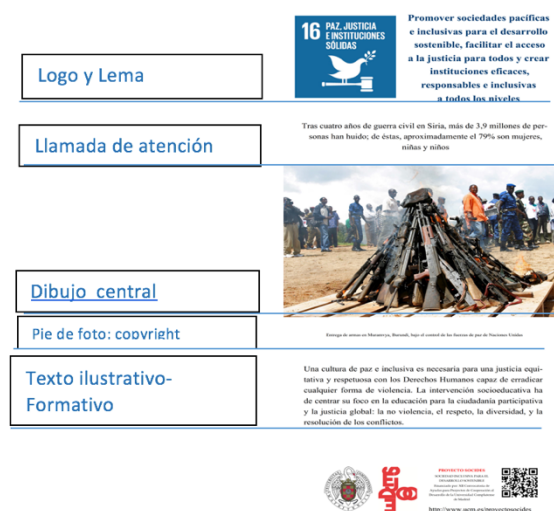 16 PAZ, JUSTICIA
E INSTITUCIONES
SÓLIDAS
Promover sociedades pacíficas
e inclusivas para el desarrollo
sostenible, facilitar el acceso
a la justicia para todos y crear
instituciones eficaces,
responsables e inclusivas
a todos los niveles
Logo y Lema
Llamada de atención
Tras cuatro años de guerra civil en Siria, más de 3,9 millones de per-
sonas han huido; de éstas, aproximadamente el 79% son mujeres,
niñas y niños
Dibujo central
Pie de foto: copyright
Entrega de armas en Muramvya, Burundi, bajo el control de las fuerzas de paz de Naciones Unidas
Texto ilustrativo-
Formativo
Una cultura de paz e inclusiva es necesaria para una justicia equi-
tativa y respetuosa con los Derechos Humanos capaz de erradicar
cualquier forma de violencia. La intervención socioeducativa ha
de centrar su foco en la educación para la ciudadanía participativa
y la justicia global: la no violencia, el respeto, la diversidad, y la
resolución de los conflictos.
PROYECTO SOCIDES
http://www.ucm.es/proyectosocides